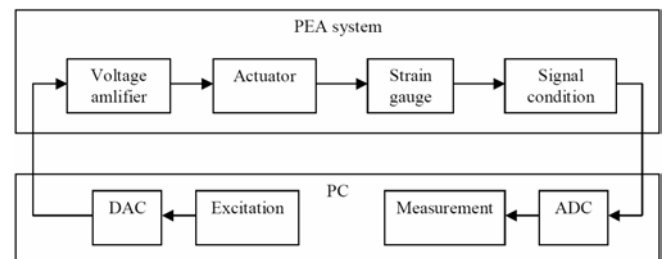 PEA system
Voltage
amlifier
Actuator
Strain
gauge
Signal
condition
PC
DAC
Excitation
Measurement
ADC